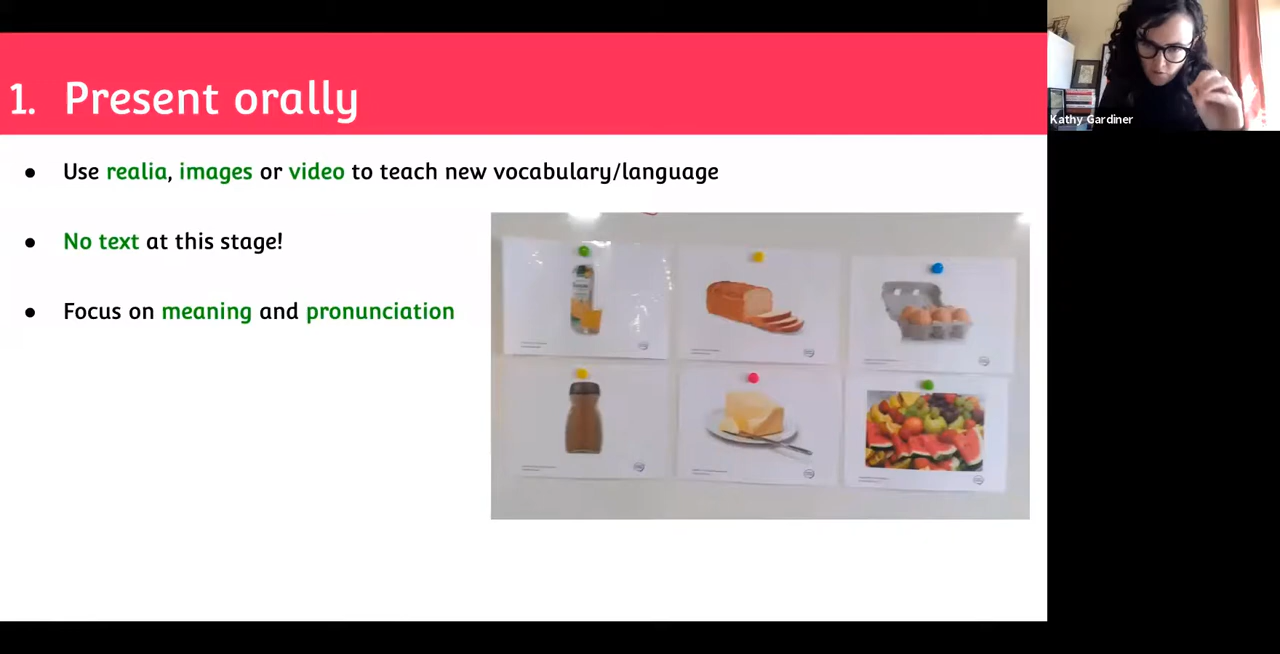 1. Present orally
Kathy Gardiner
● Use realia, images or video to teach new vocabulary/language
● No text at this stage!
● Focus on meaning and pronunciation